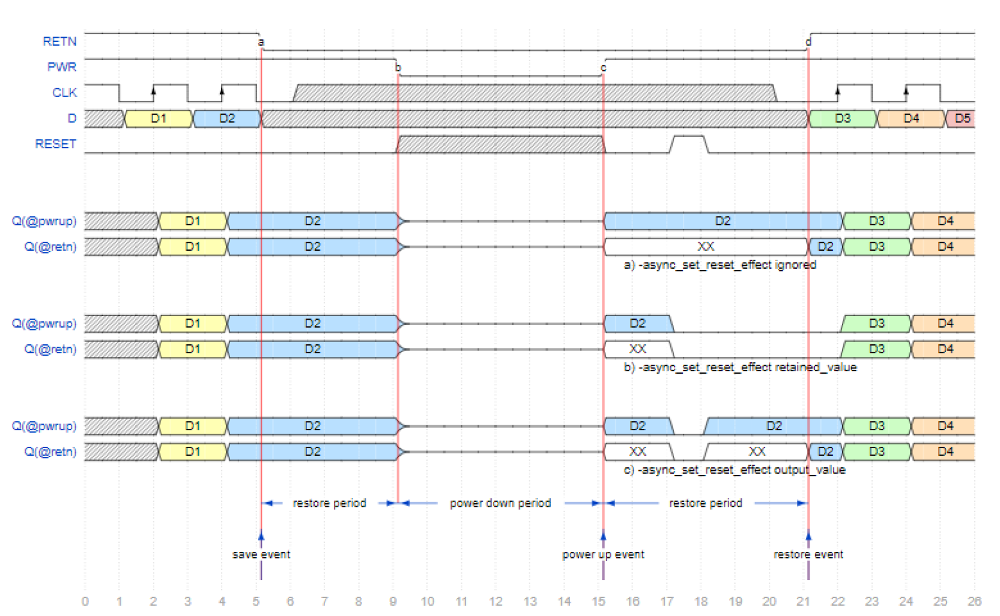 RETN a d
PWR b c
CLK
D D1 D2 D3 D4 D5
RESET
Q(@pwrup) D1 D2 D2 D3 D4
Q(@retn) D1 D2 XX D2 D3 D4
a) -async_set_reset_effect ignored
Q(@pwrup) D1 D2 D2 D3 D4
Q(@retn) D1 D2 XX D3 D4
b) -async_set_reset_effect retained_value
Q(@pwrup) D1 D2 D2 D2 D3 D4
Q(@retn) D1 D2 XX XX D2 D3 D4
c) -async_set_reset_effect output_value
restore period power down period restore period
save event power up event restore event
0 1 2 3 4 5 6 7 8 9 10 11 12 13 14 15 16 17 18 19 20 21 22 23 24 25 26